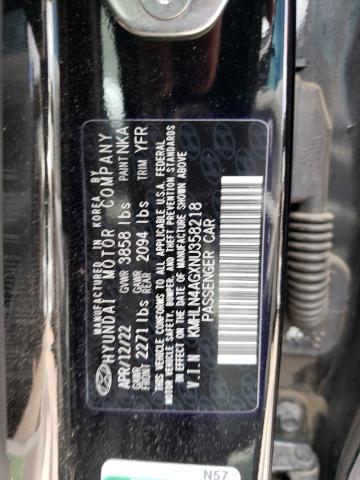 MANUFACTURED IN KOREA BY
HYUNDAI MOTOR COMPANY
APR/12/22 GVWR 3858 lbs PAINT NKA
GAWR FRONT 2271 lbs GAWR REAR 2094 lbs TRIM YFR
THIS VEHICLE CONFORMS TO ALL APPLICABLE U.S.A. FEDERAL
MOTOR VEHICLE SAFETY, BUMPER, AND THEFT PREVENTION STANDARDS
IN EFFECT ON THE DATE OF MANUFACTURE SHOWN ABOVE
V.I.N KMHLN4AGXNU358218
PASSENGER CAR
N57